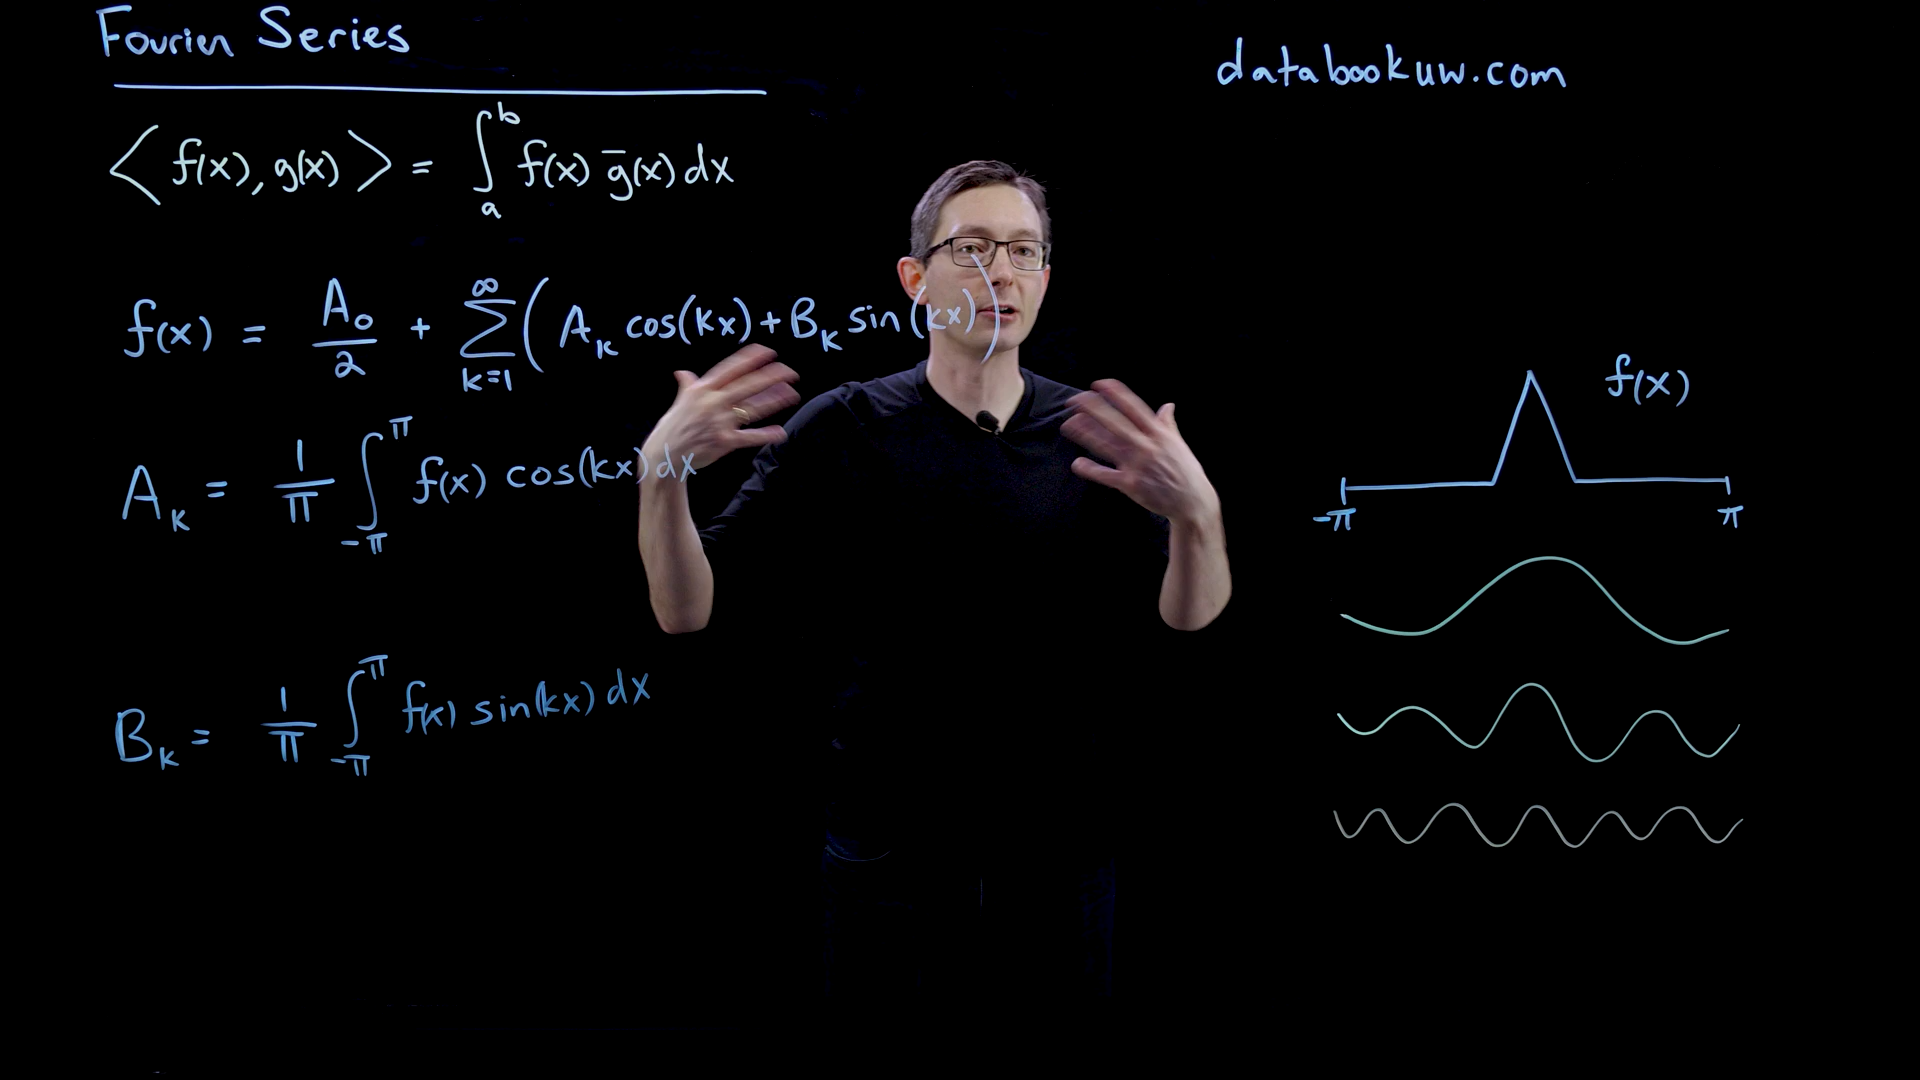 Fourier Series
databookuw.com
⟨f(x), g(x)⟩ = ∫_a^b f(x) g̅(x) dx
f(x) = A₀/2 + ∑_{k=1}^∞ (A_k cos(kx) + B_k sin(kx))
f(x)
A_k = 1/π ∫_{-π}^{π} f(x) cos(kx) dx
-π π
B_k = 1/π ∫_{-π}^{π} f(x) sin(kx) dx